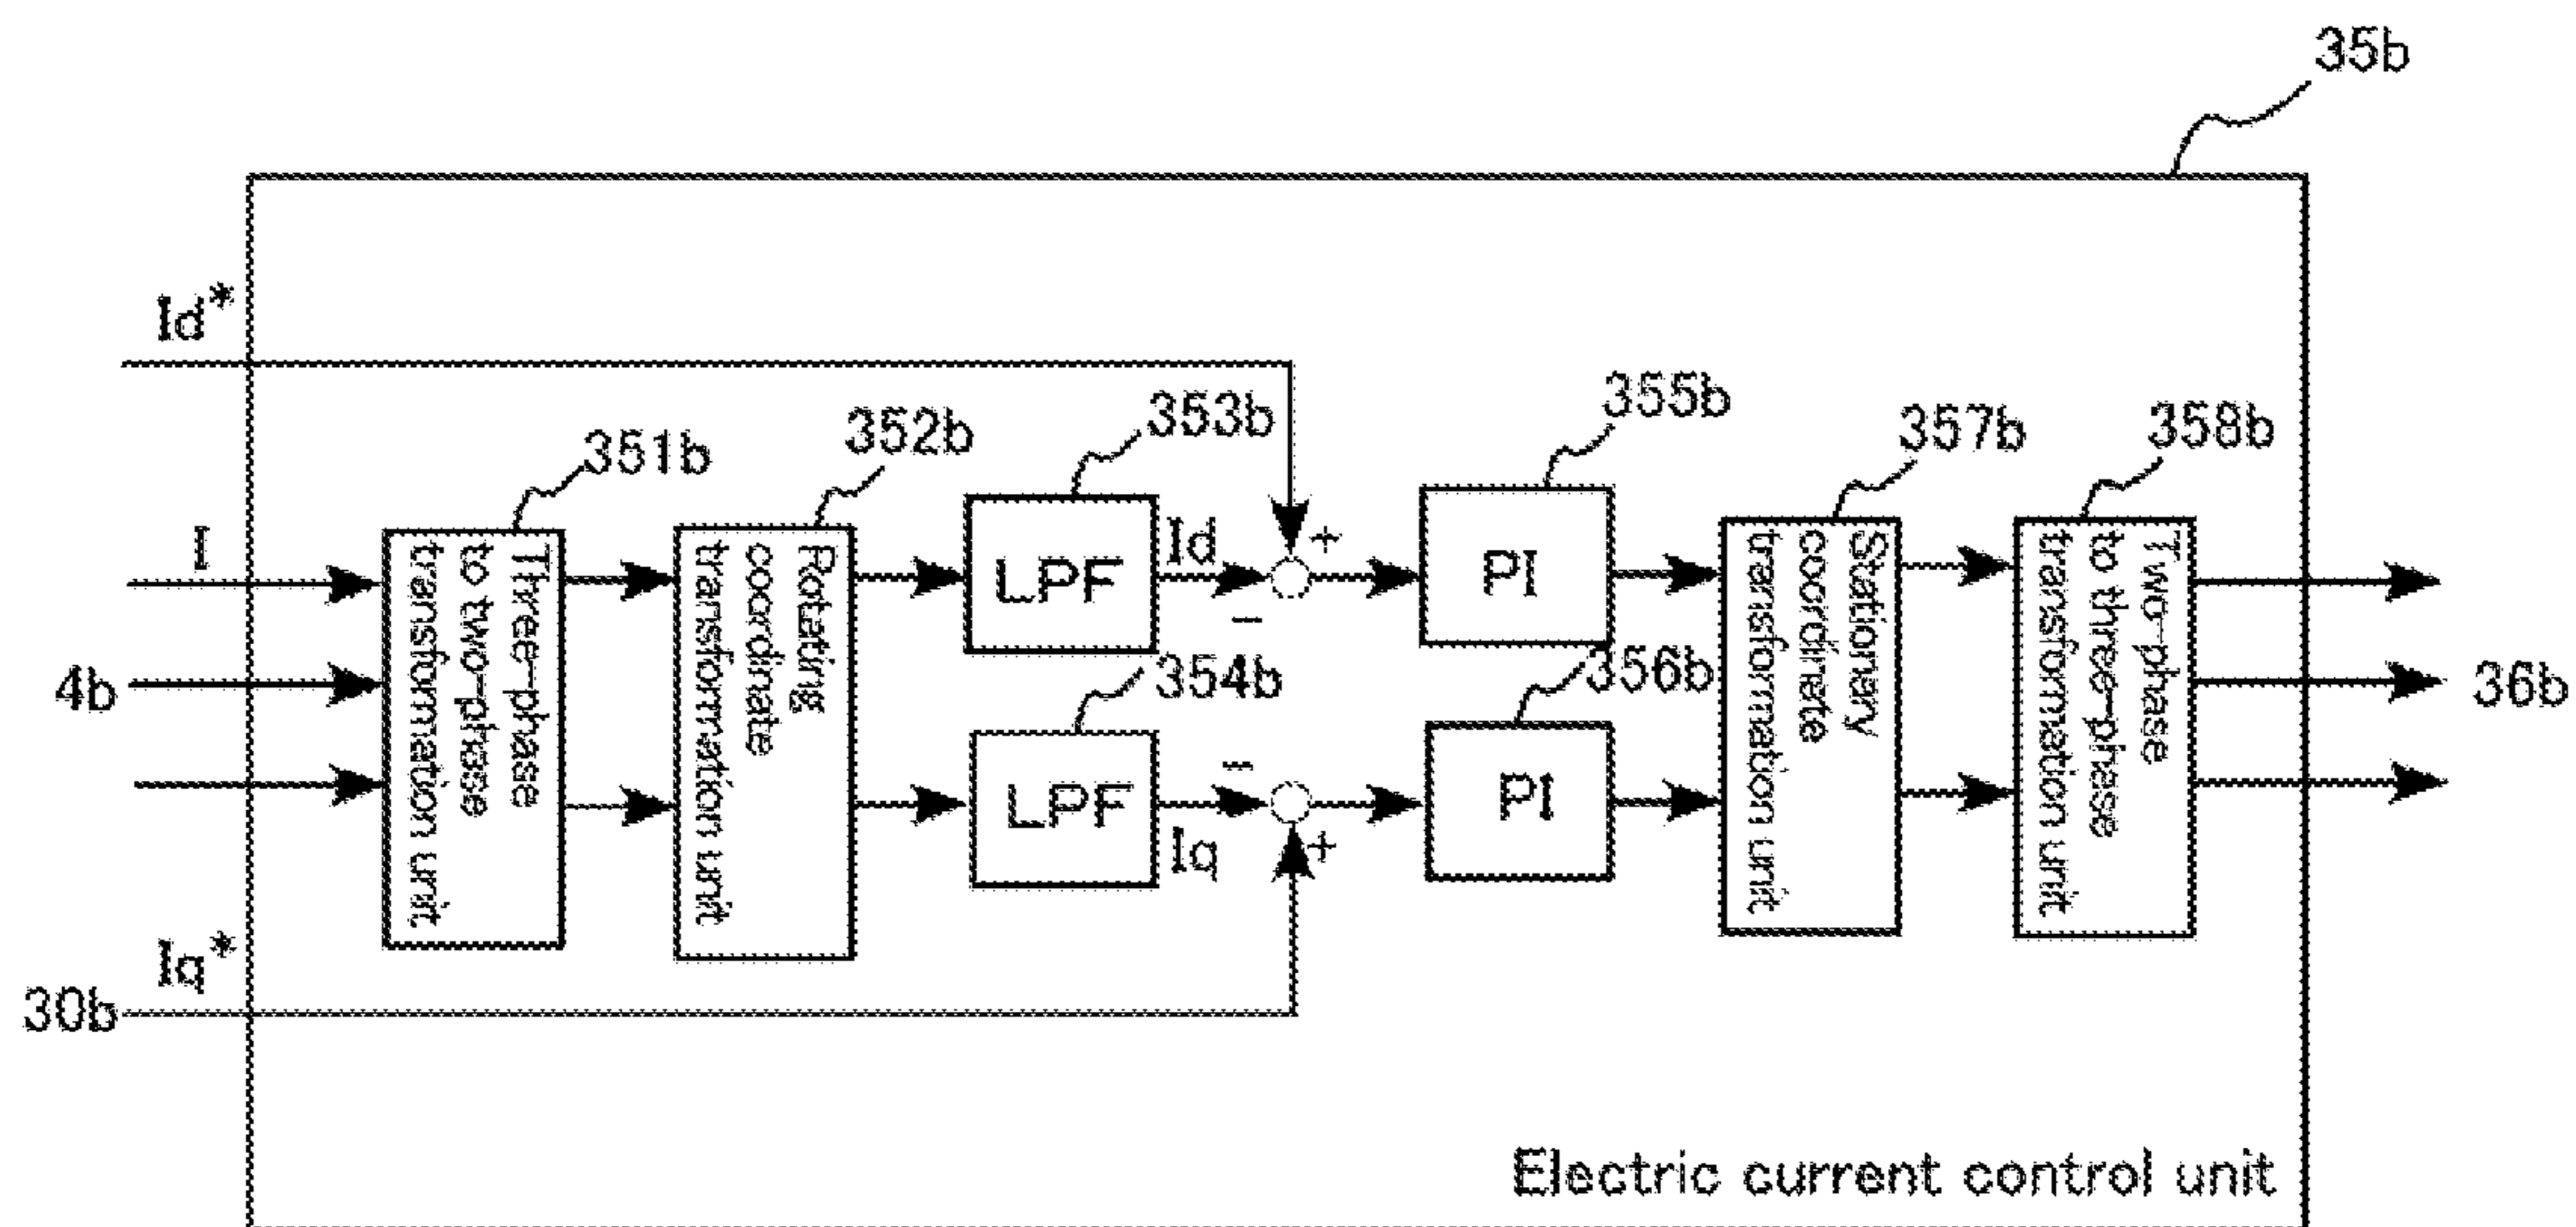 35b
Id*
353b
355b
352b
357b
358b
351b
I
Three-phase
to two-phase
transformation unit
Rotating
coordinate
transformation unit
LPF
Id
+
-
PI
Stationary
coordinate
transformation unit
Two-phase
to three-phase
transformation unit
4b
354b
356b
36b
LPF
-
Iq
+
PI
Iq*
30b
Electric current control unit